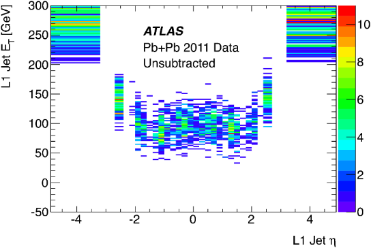 ATLAS
Pb+Pb 2011 Data
Unsubtracted
L1 Jet E_T [GeV]
300
250
200
150
100
50
0
-50
-4 -2 0 2 4
L1 Jet η
10
8
6
4
2
0